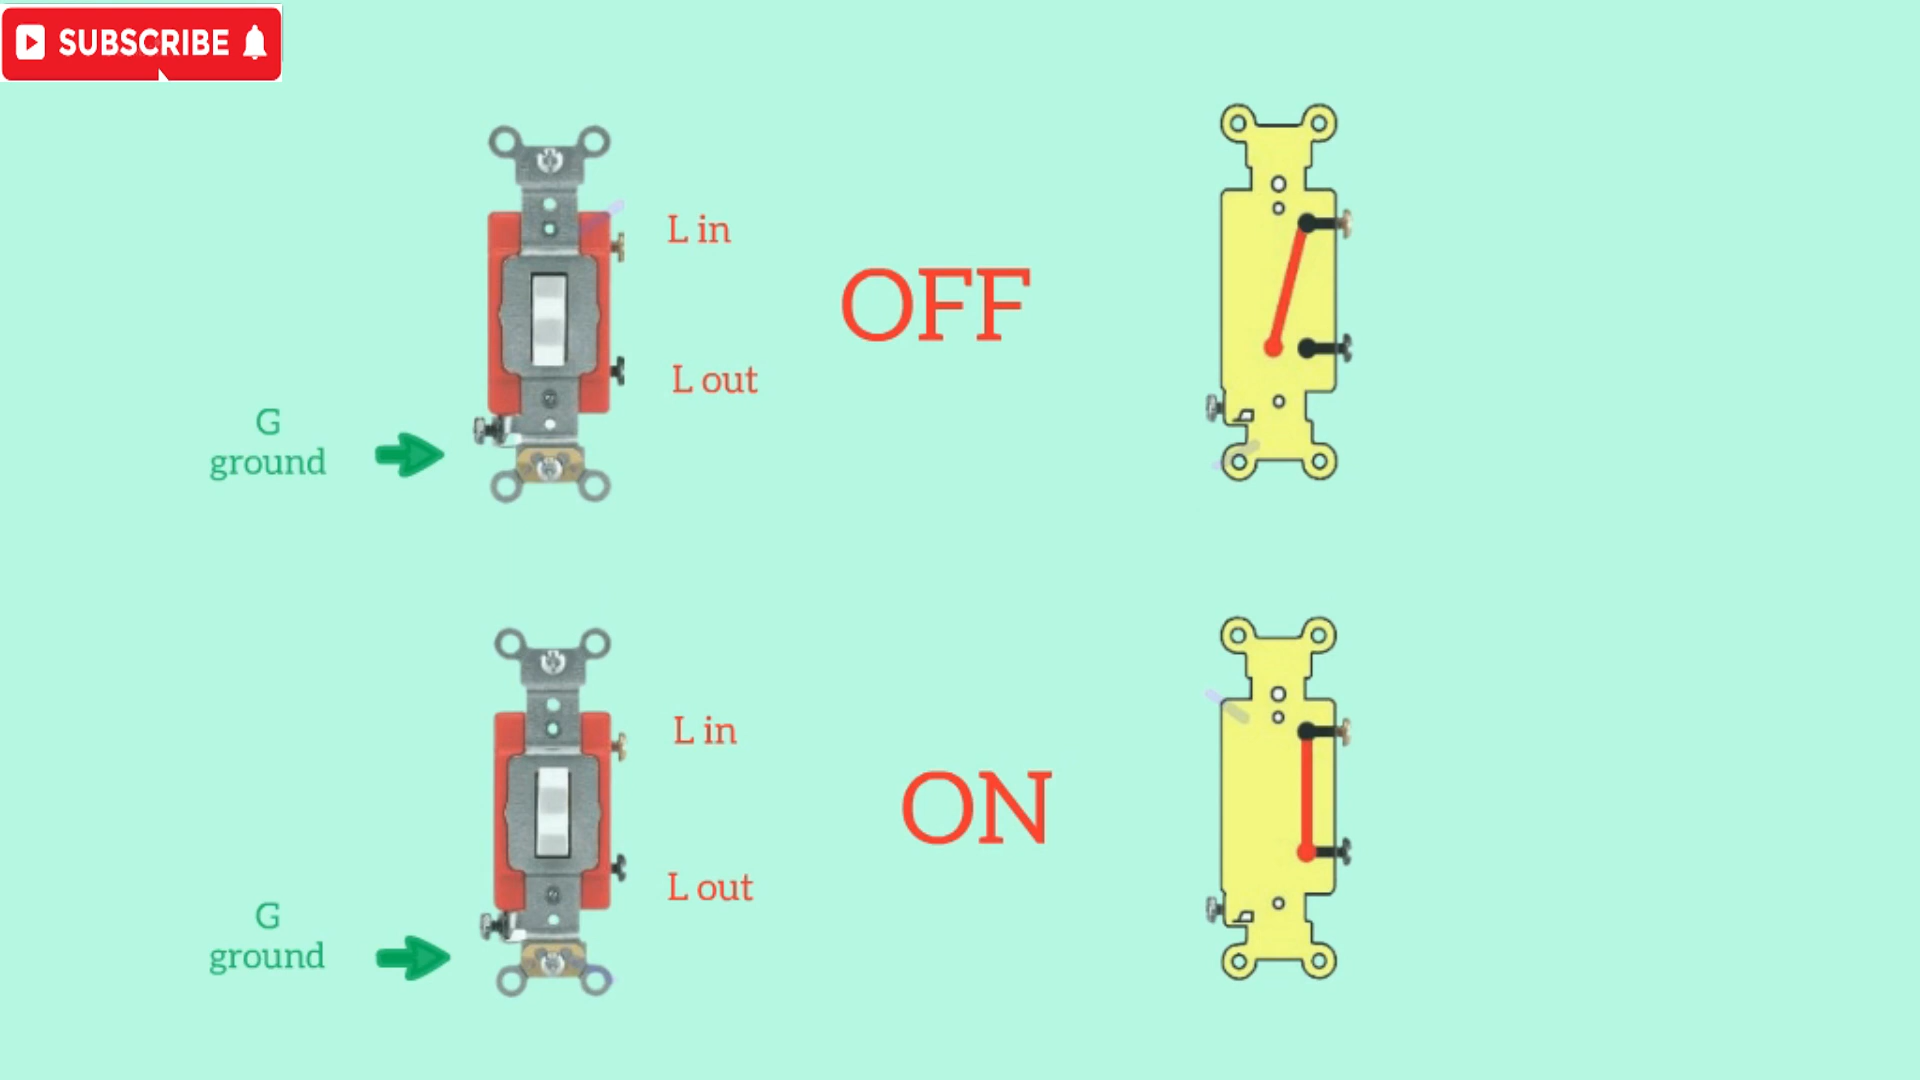 SUBSCRIBE
L in
OFF
L out
G
ground
L in
ON
L out
G
ground